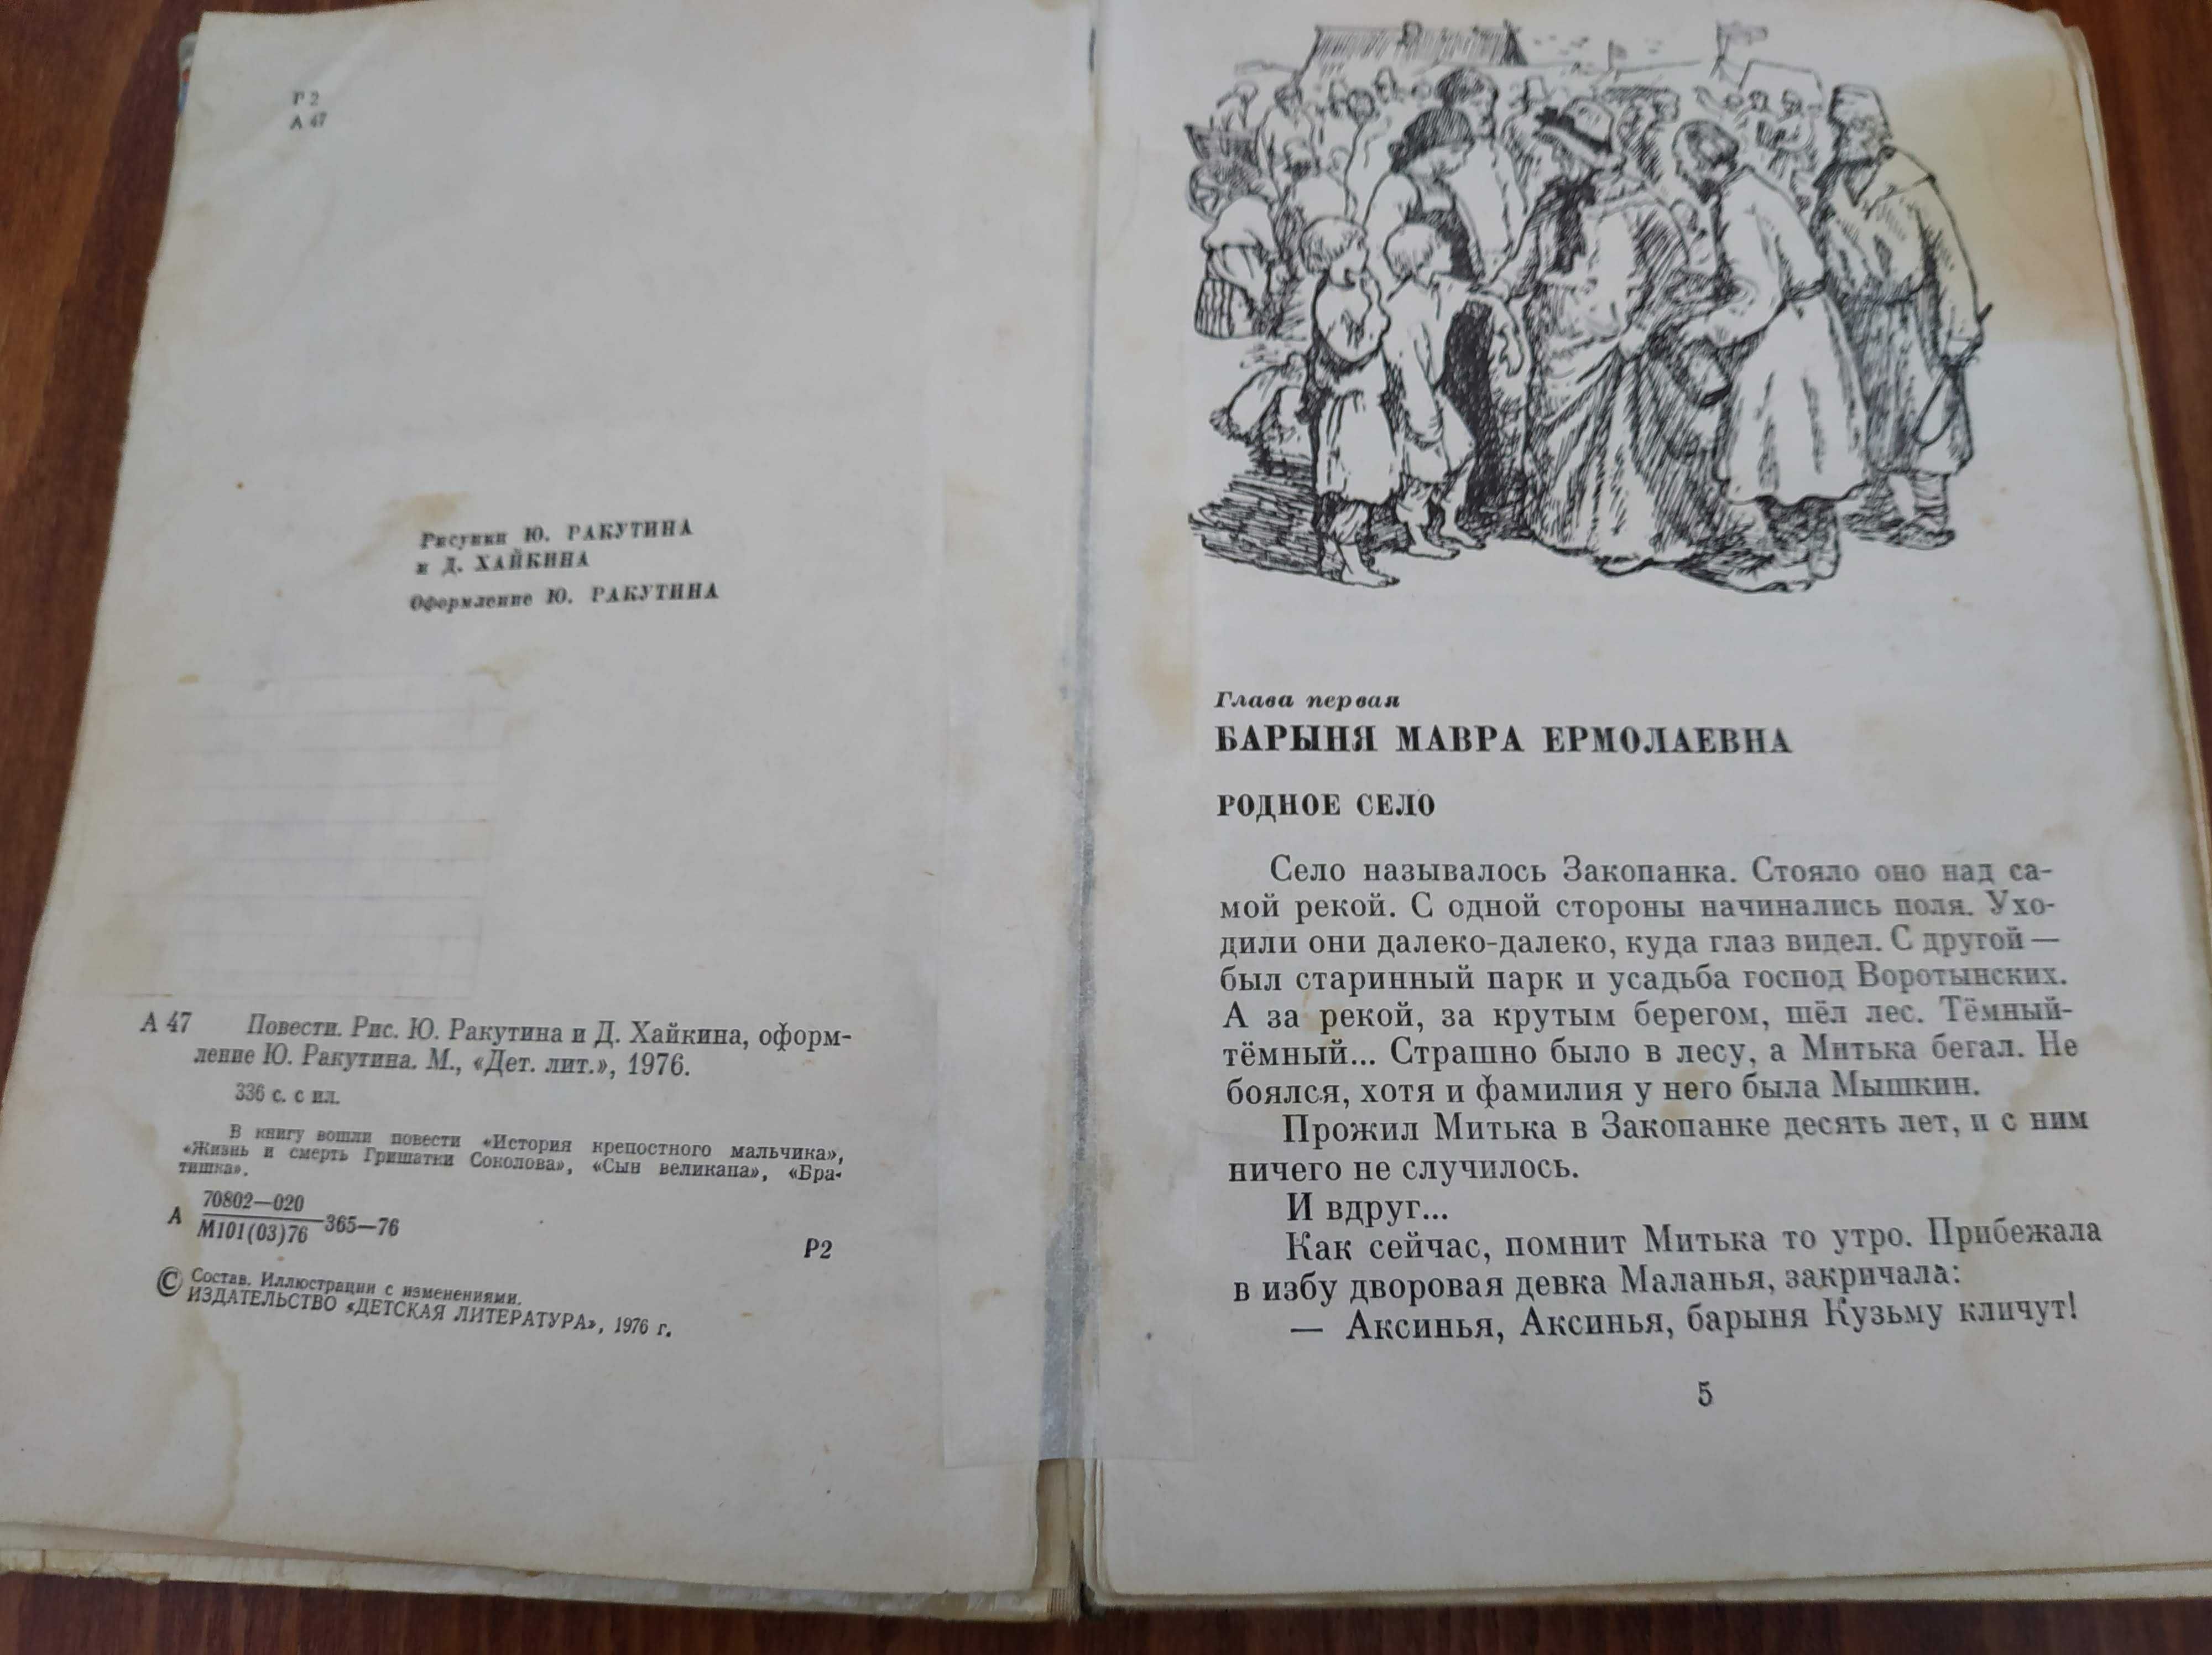 Р 2
А 47
Рисунки Ю. РАКУТИНА
и Д. ХАЙКИНА
Оформление Ю. РАКУТИНА
А 47 Повести. Рис. Ю. Ракутина и Д. Хайкина, оформ-
ление Ю. Ракутина. М., «Дет. лит.», 1976.
336 с. с ил.
В книгу вошли повести «История крепостного мальчика»,
«Жизнь и смерть Гришатки Соколова», «Сын великана», «Бра-
тишка».
70802—020
А 365—76
М101(03)76
Р2
© Состав. Иллюстрации с изменениями.
ИЗДАТЕЛЬСТВО «ДЕТСКАЯ ЛИТЕРАТУРА», 1976 г.
Глава первая
БАРЫНЯ МАВРА ЕРМОЛАЕВНА
РОДНОЕ СЕЛО
Село называлось Закопанка. Стояло оно над са-
мой рекой. С одной стороны начинались поля. Ухо-
дили они далеко-далеко, куда глаз видел. С другой —
был старинный парк и усадьба господ Воротынских.
А за рекой, за крутым берегом, шёл лес. Тёмный-
тёмный... Страшно было в лесу, а Митька бегал. Не
боялся, хотя и фамилия у него была Мышкин.
Прожил Митька в Закопанке десять лет, и с ним
ничего не случилось.
И вдруг...
Как сейчас, помнит Митька то утро. Прибежала
в избу дворовая девка Маланья, закричала:
— Аксинья, Аксинья, барыня Кузьму кличут!
5